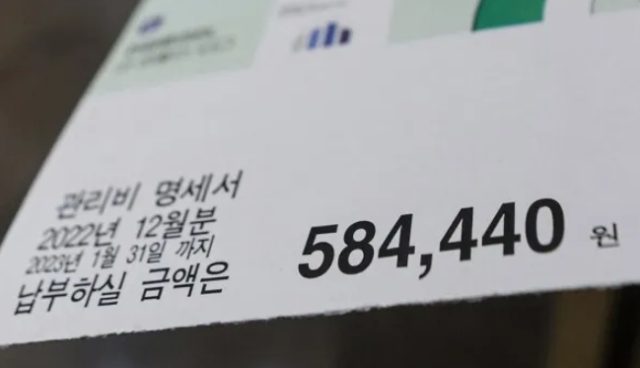 관리비 명세서
2022년 12월분
2023년 1월 31일 까지
납부하실 금액은
584,440 원